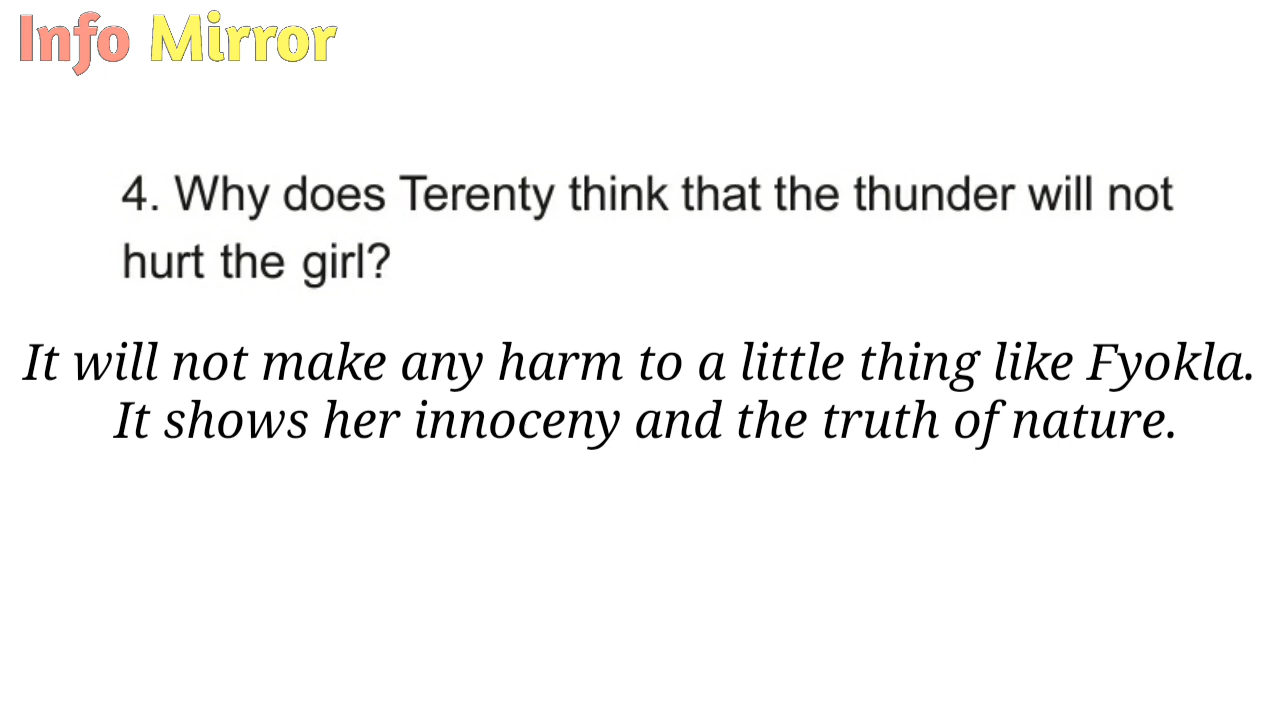 Info Mirror
4. Why does Terenty think that the thunder will not
hurt the girl?
It will not make any harm to a little thing like Fyokla.
It shows her innoceny and the truth of nature.